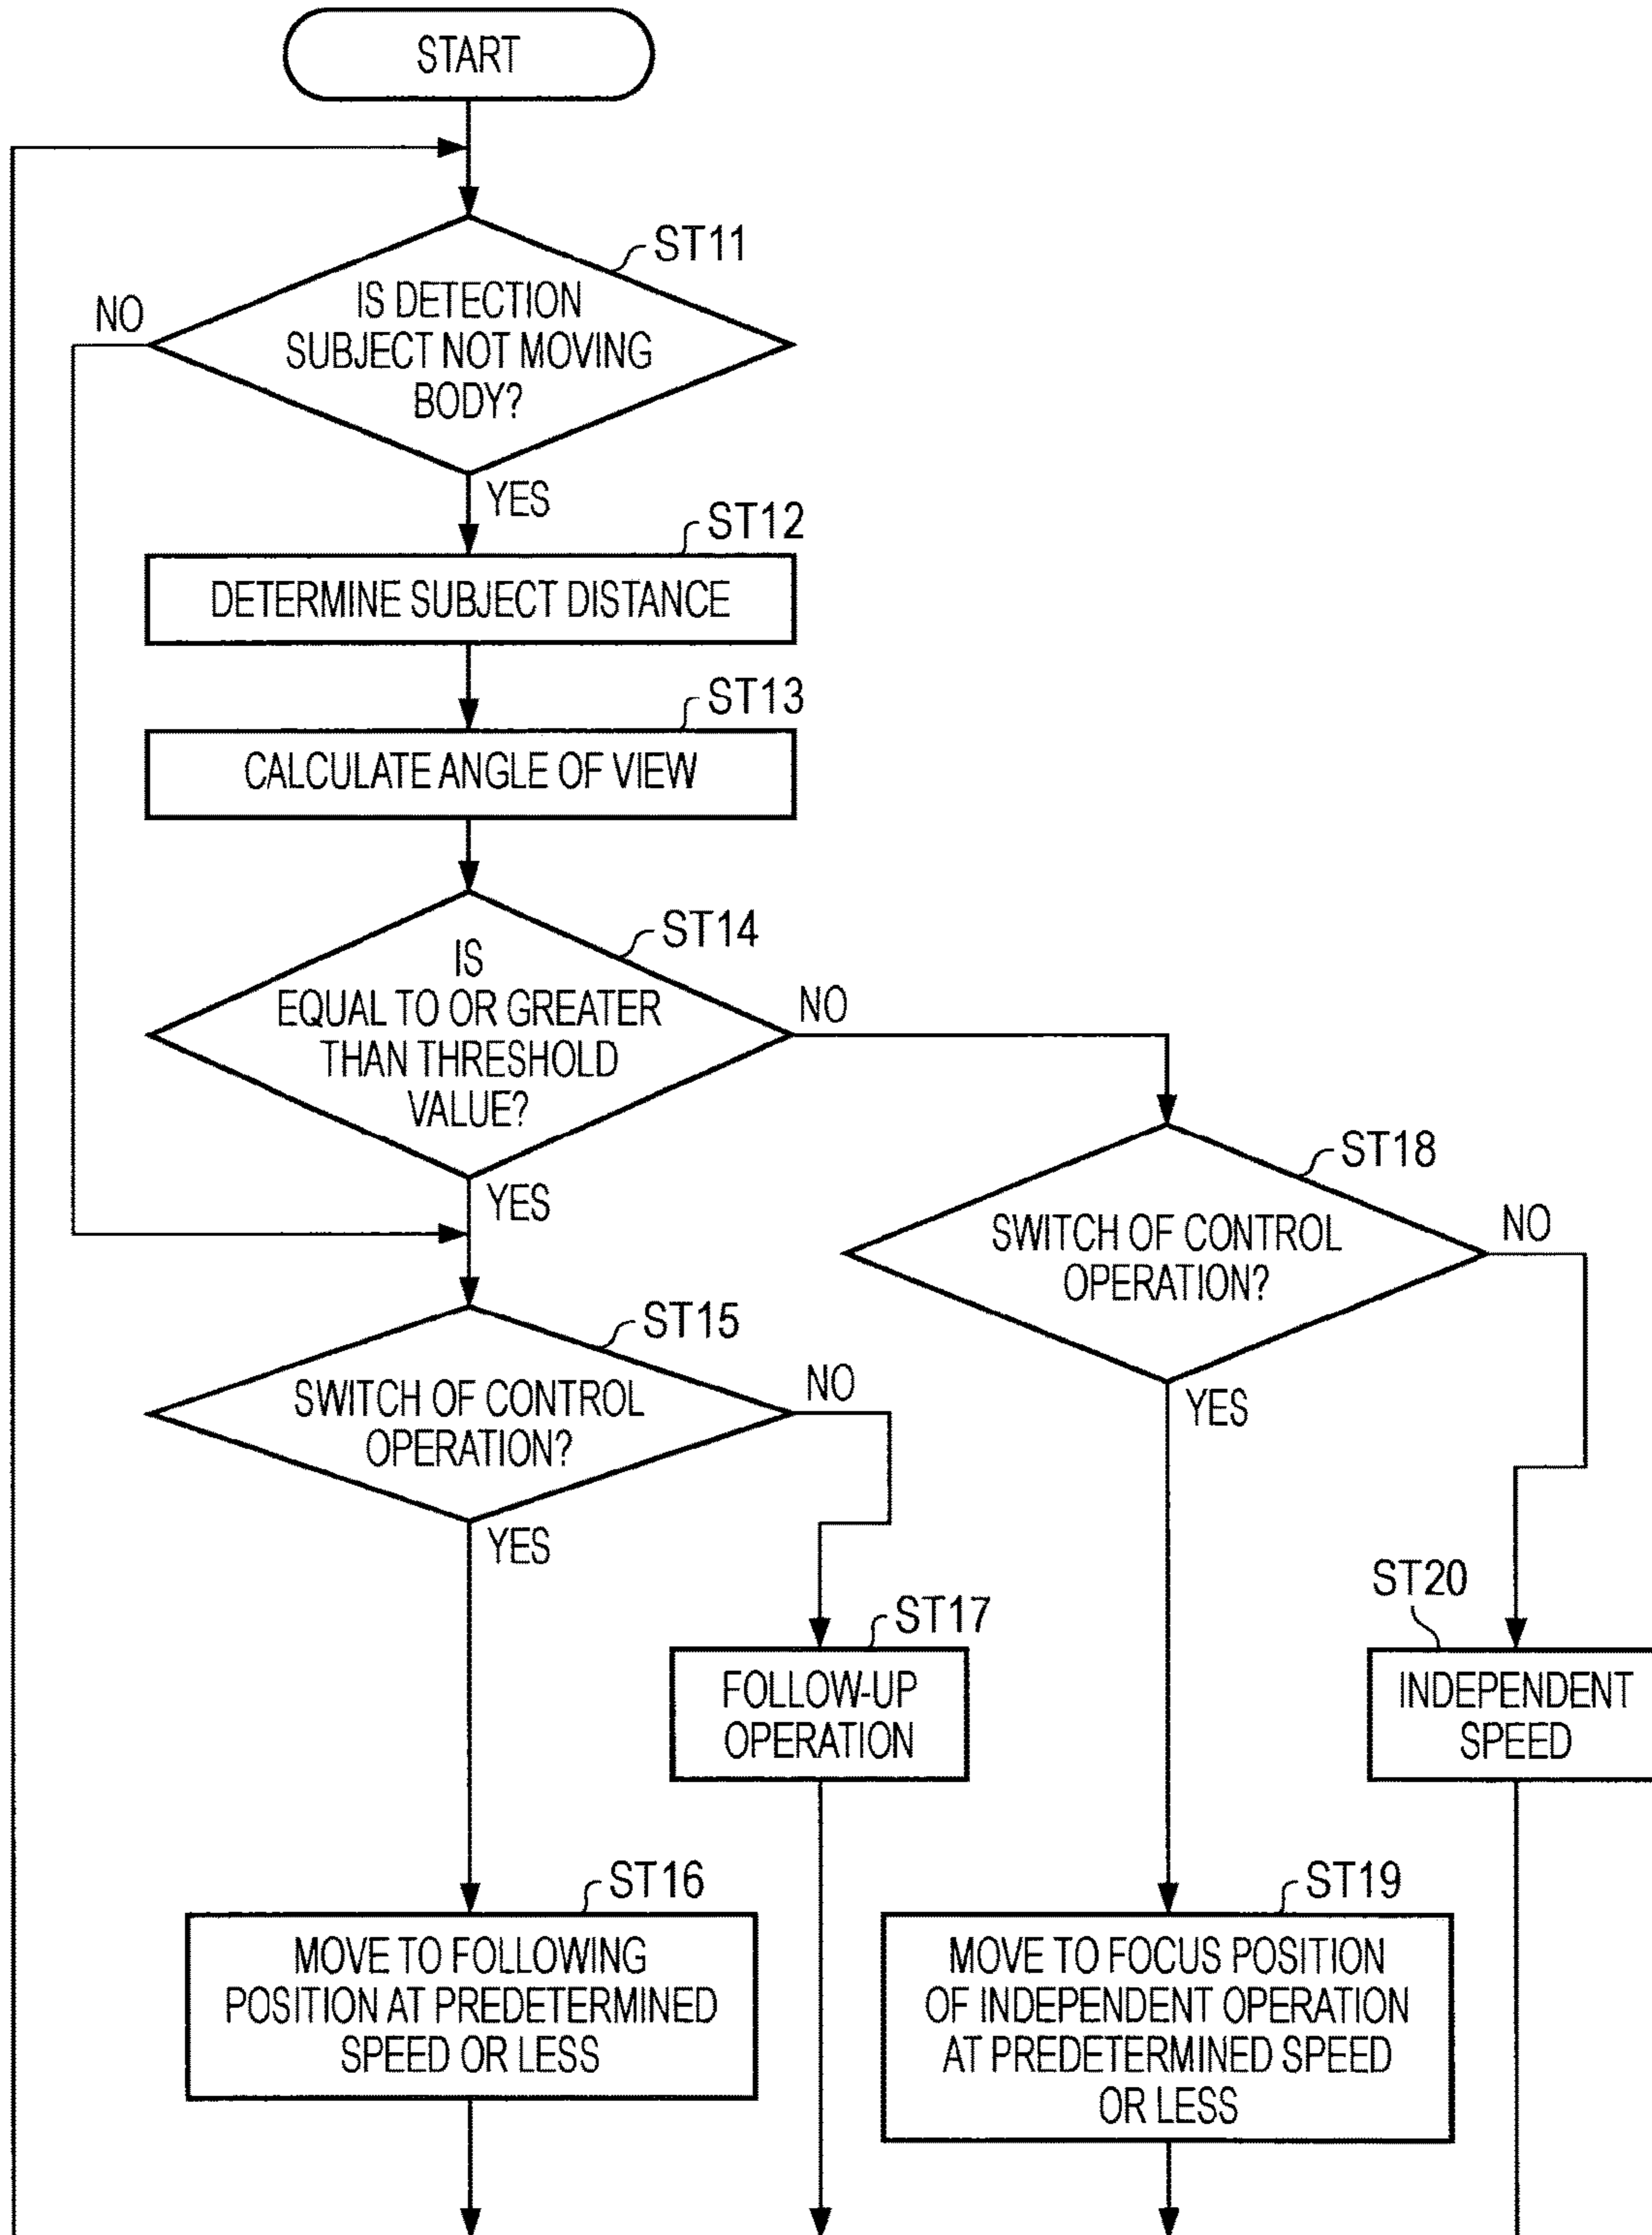 START
ST11
NO
IS DETECTION
SUBJECT NOT MOVING
BODY?
YES
ST12
DETERMINE SUBJECT DISTANCE
ST13
CALCULATE ANGLE OF VIEW
ST14
IS
EQUAL TO OR GREATER
THAN THRESHOLD
VALUE?
NO
YES
ST18
SWITCH OF CONTROL
OPERATION?
NO
YES
ST15
SWITCH OF CONTROL
OPERATION?
NO
YES
ST17
FOLLOW-UP
OPERATION
ST20
INDEPENDENT
SPEED
ST16
MOVE TO FOLLOWING
POSITION AT PREDETERMINED
SPEED OR LESS
ST19
MOVE TO FOCUS POSITION
OF INDEPENDENT OPERATION
AT PREDETERMINED SPEED
OR LESS